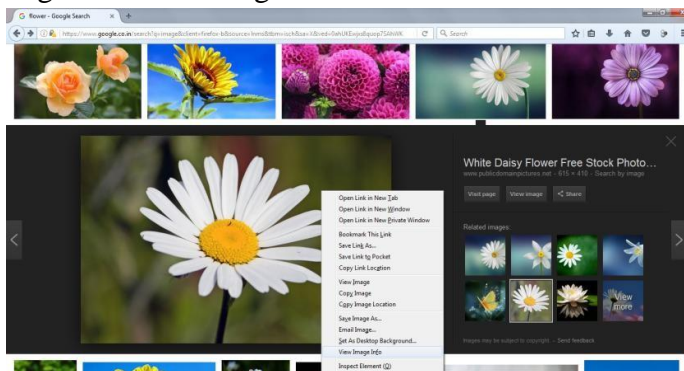 flower - Google Search
https://www.google.co.in/search?q=image&client=firefox-b&source=lnms&tbm=isch&sa=X&ved=
Search
White Daisy Flower Free Stock Photo...
www.publicdomainpictures.net - 615 × 410 - Search by image
Visit page
View image
Share
Open Link in New Tab
Open Link in New Window
Open Link in New Private Window
Bookmark This Link
Save Link As...
Save Link to Pocket
Copy Link Location
View Image
Copy Image
Copy Image Location
Save Image As...
Email Image...
Set As Desktop Background...
View Image Info
Inspect Element (Q)
Related images:
View
more
Images may be subject to copyright. - Send feedback